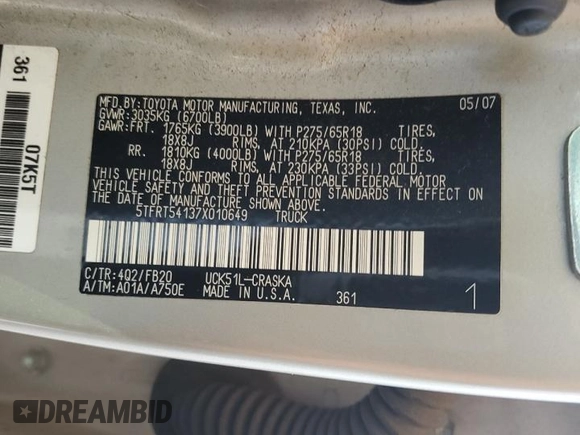 361
07K5T
MFD.BY:TOYOTA MOTOR MANUFACTURING, TEXAS, INC. 05/07
GVWR:3035KG (6700LB)
GAWR:FRT. 1765KG (3900LB) WITH P275/65R18 TIRES,
18X8J RIMS, AT 210KPA (30PSI) COLD.
RR. 1810KG (4000LB) WITH P275/65R18 TIRES,
18X8J RIMS, AT 230KPA (33PSI) COLD.
THIS VEHICLE CONFORMS TO ALL APPLICABLE FEDERAL MOTOR
VEHICLE SAFETY AND THEFT PREVENTION STANDARDS IN EFFECT ON
THE DATE OF MANUFACTURE SHOWN ABOVE.
5TFRT54137X010649 TRUCK
C/TR:4Q2/FB20 UCK51L-CRASKA
A/TM:A01A/A750E MADE IN U.S.A. 361 1
DREAMBID